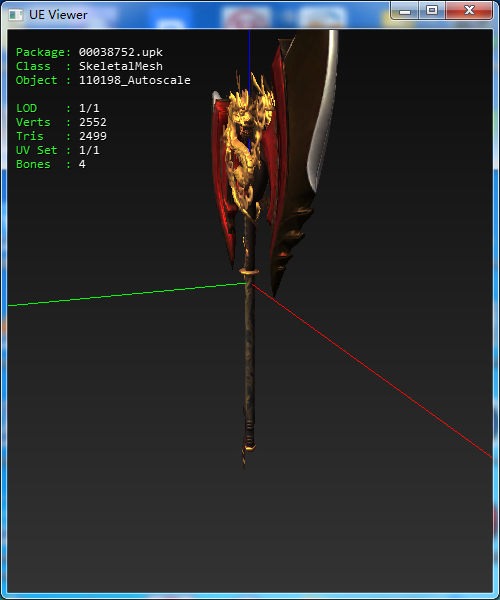 UE Viewer
Package: 00038752.upk
Class : SkeletalMesh
Object : 110198_Autoscale
LOD : 1/1
Verts : 2552
Tris : 2499
UV Set : 1/1
Bones : 4